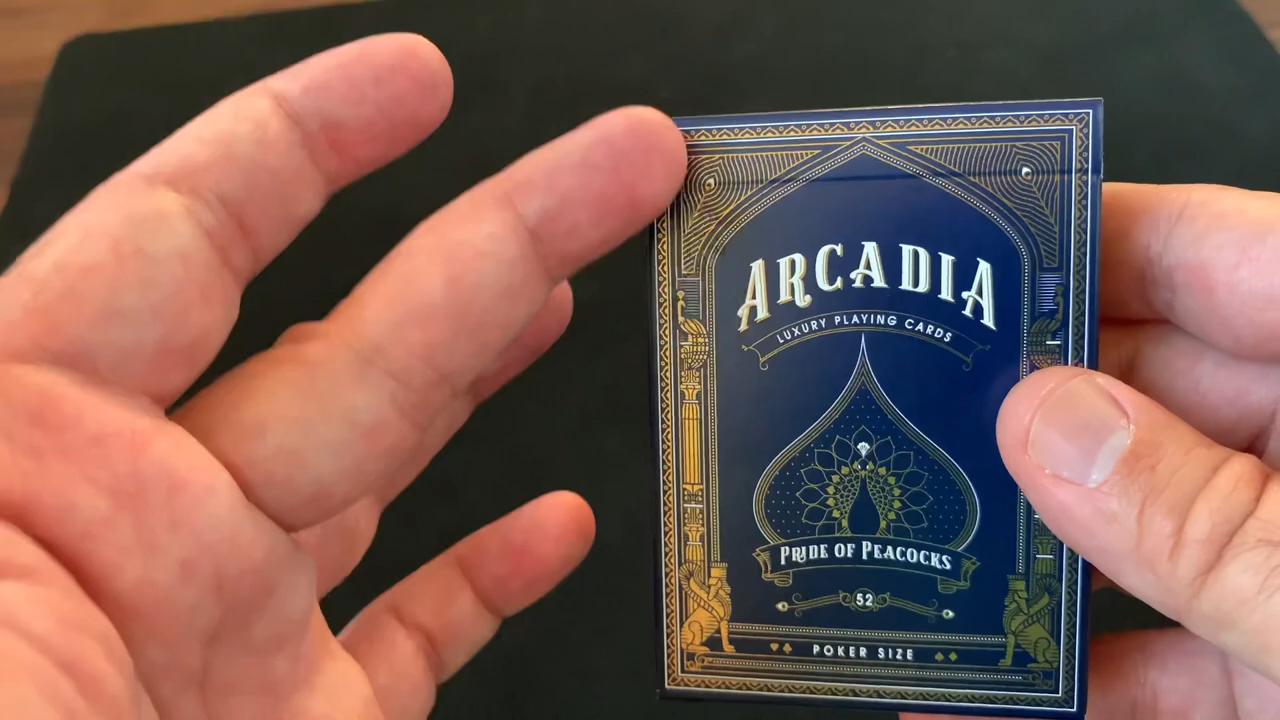 ARCADIA
LUXURY PLAYING CARDS
PRIDE OF PEACOCKS
52
POKER SIZE